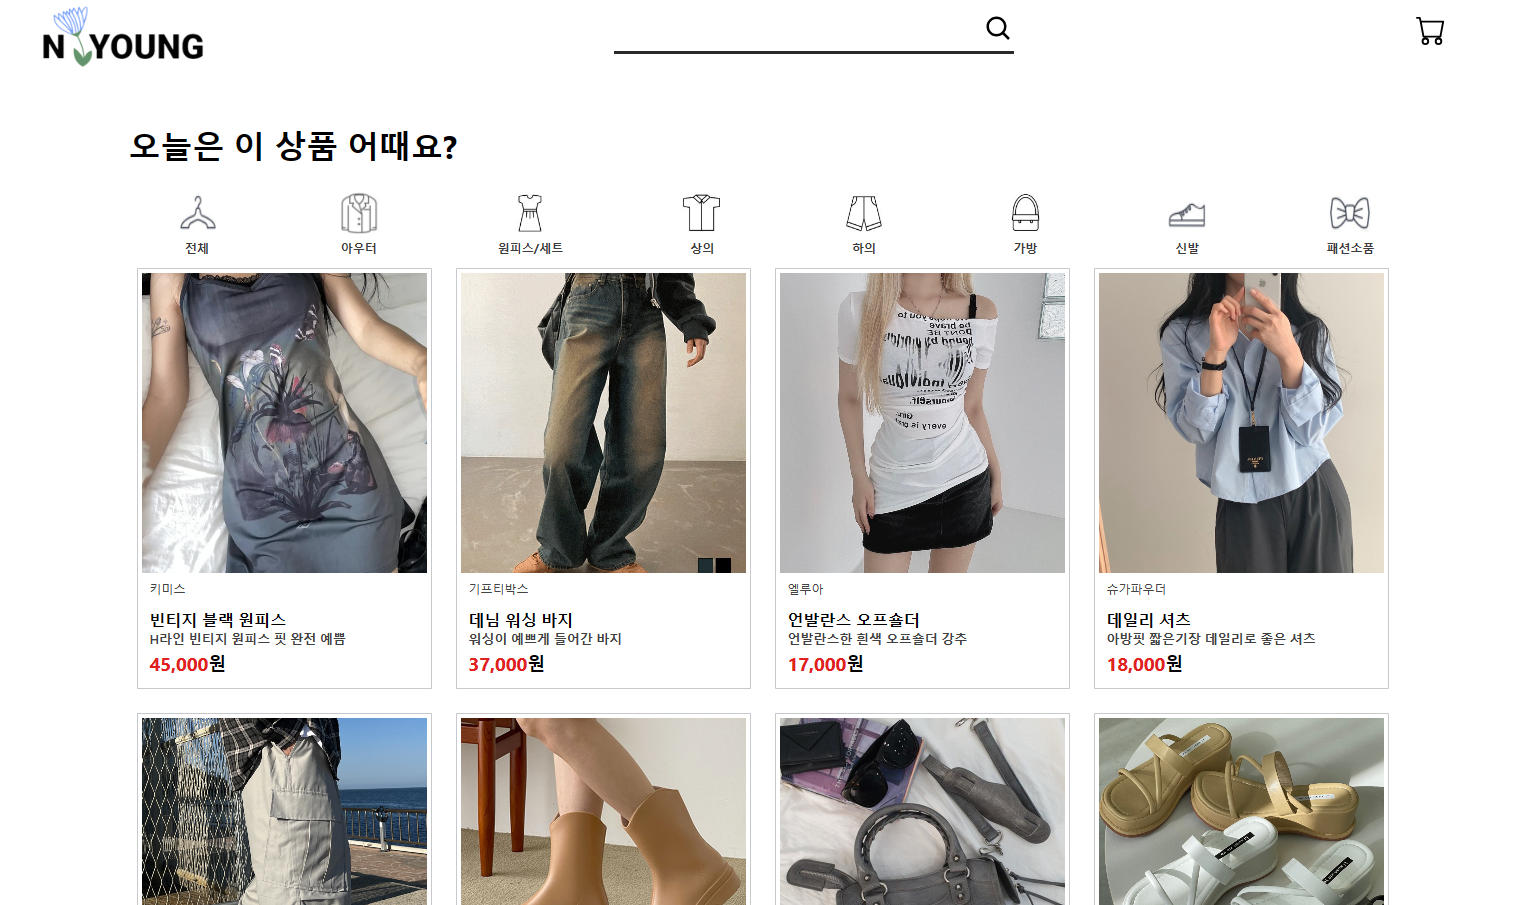 N YOUNG
오늘은 이 상품 어때요?
전체 아우터 원피스/세트 상의 하의 가방 신발 패션소품
키미스
빈티지 블랙 원피스
H라인 빈티지 원피스 핏 완전 예쁨
45,000원
기프티박스
데님 워싱 바지
워싱이 예쁘게 들어간 바지
37,000원
엘루아
언발란스 오프숄더
언발란스한 흰색 오프숄더 강추
17,000원
슈가파우더
데일리 셔츠
아방핏 짧은기장 데일리로 좋은 셔츠
18,000원